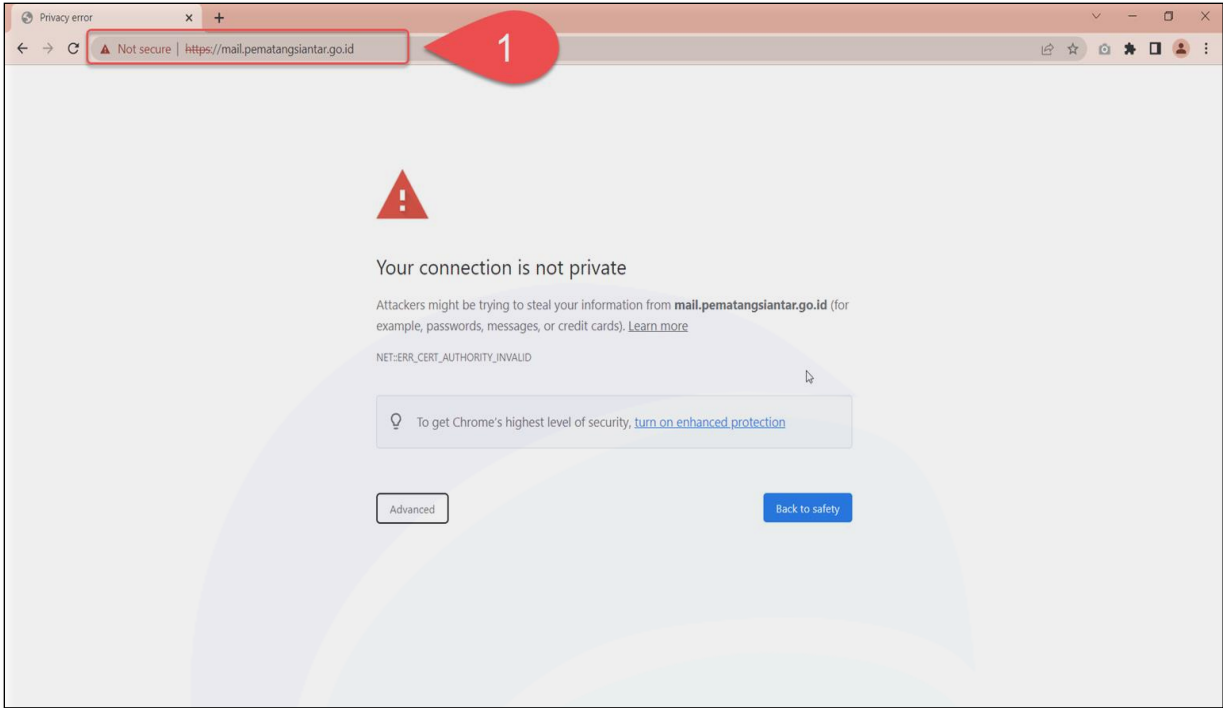 Privacy error
Not secure | https://mail.pematangsiantar.go.id
1
Your connection is not private
Attackers might be trying to steal your information from mail.pematangsiantar.go.id (for
example, passwords, messages, or credit cards). Learn more
NET::ERR_CERT_AUTHORITY_INVALID
To get Chrome's highest level of security, turn on enhanced protection
Advanced
Back to safety